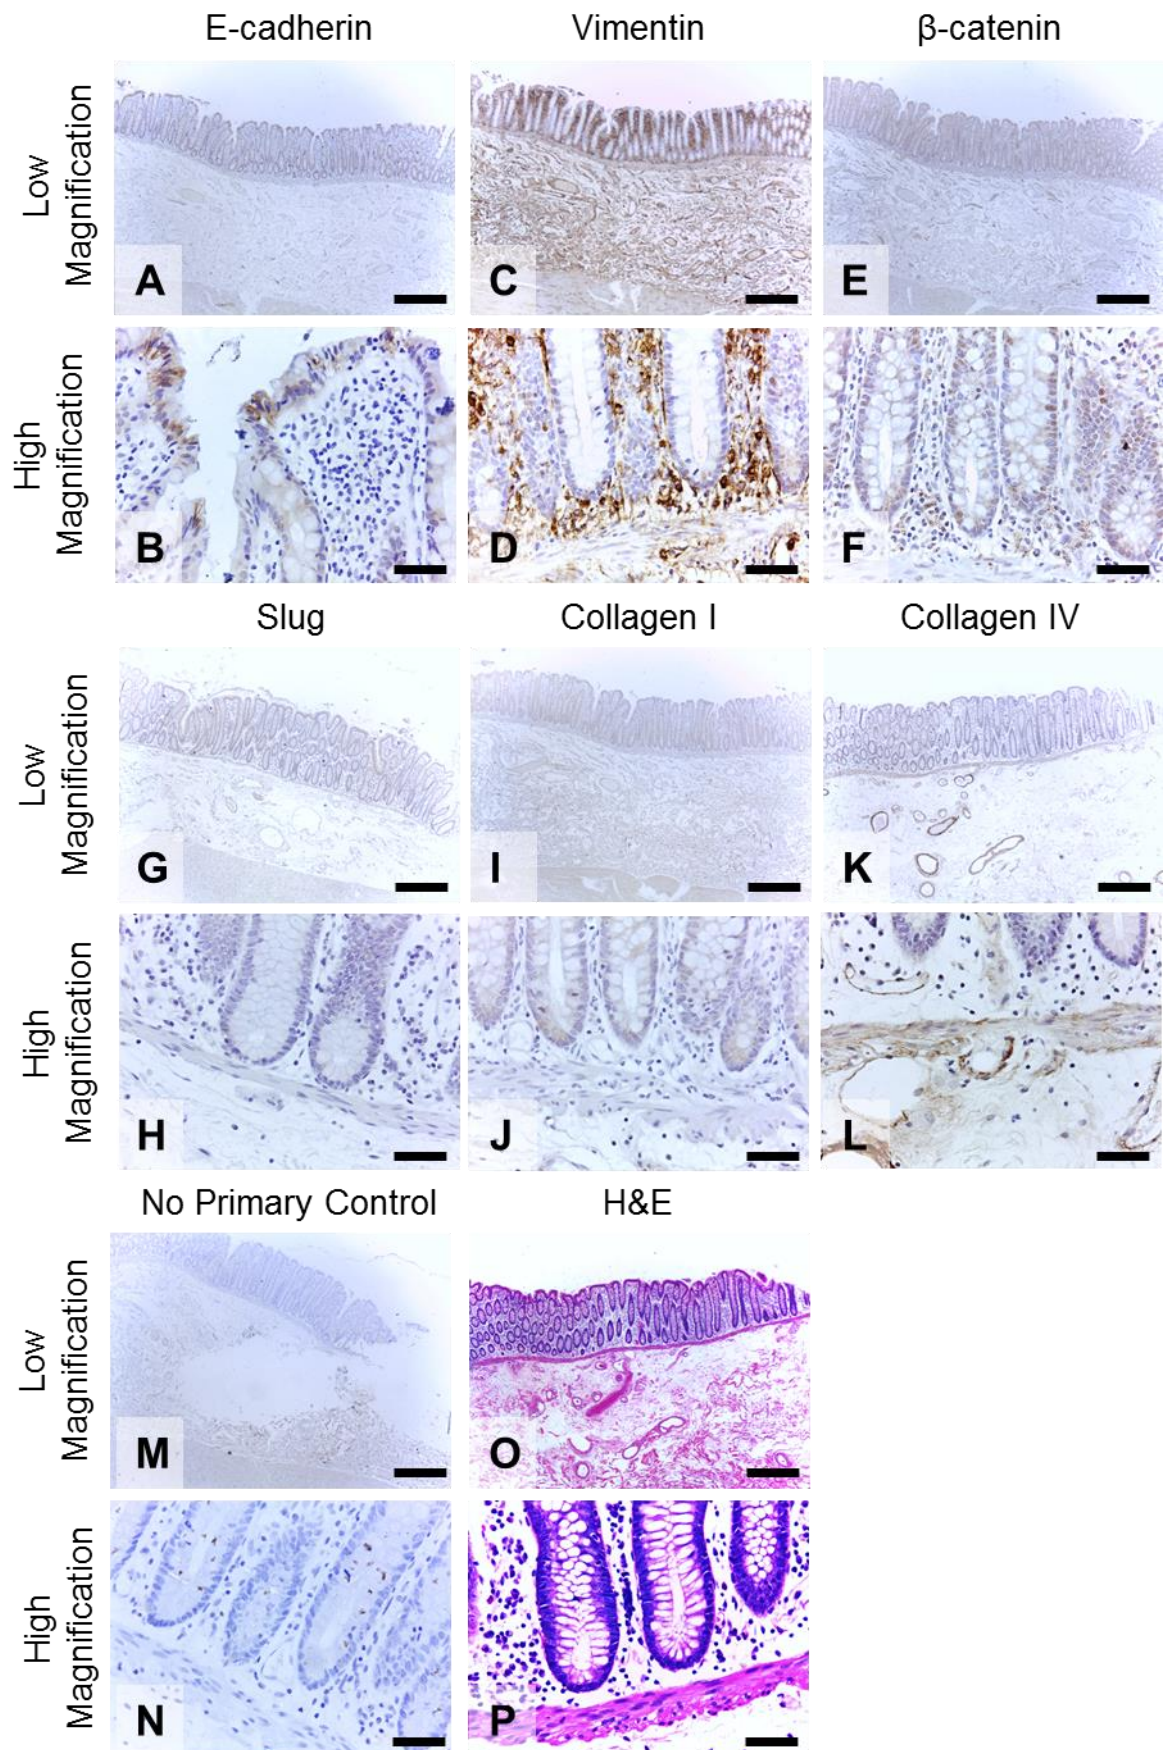 E-cadherin Vimentin β-catenin
Low
Magnification
A C E
High
Magnification
B D F
Slug Collagen I Collagen IV
Low
Magnification
G I K
High
Magnification
H J L
No Primary Control H&E
Low
Magnification
M O
High
Magnification
N P